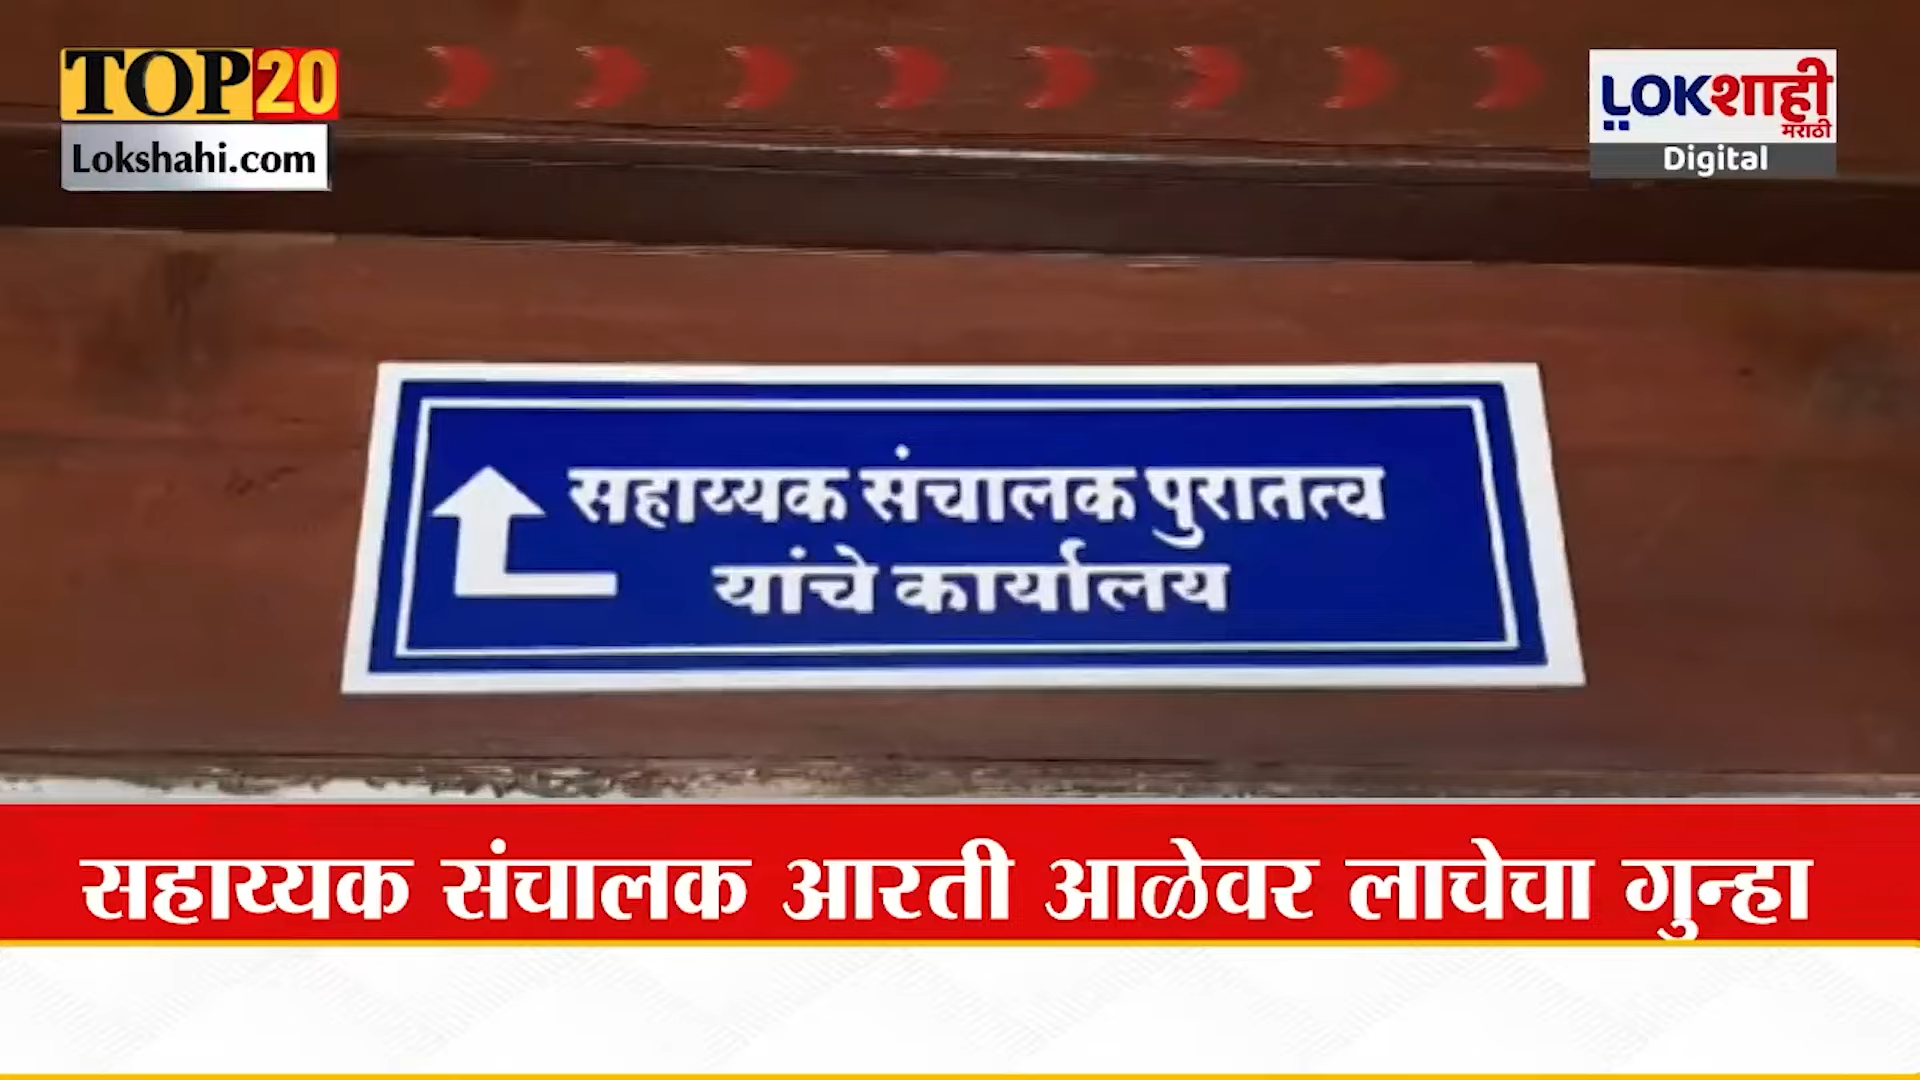 TOP20
Lokshahi.com
LOKशाही
मराठी
Digital
सहाय्यक संचालक पुरातत्व
यांचे कार्यालय
सहाय्यक संचालक आरती आळेवर लाचेचा गुन्हा